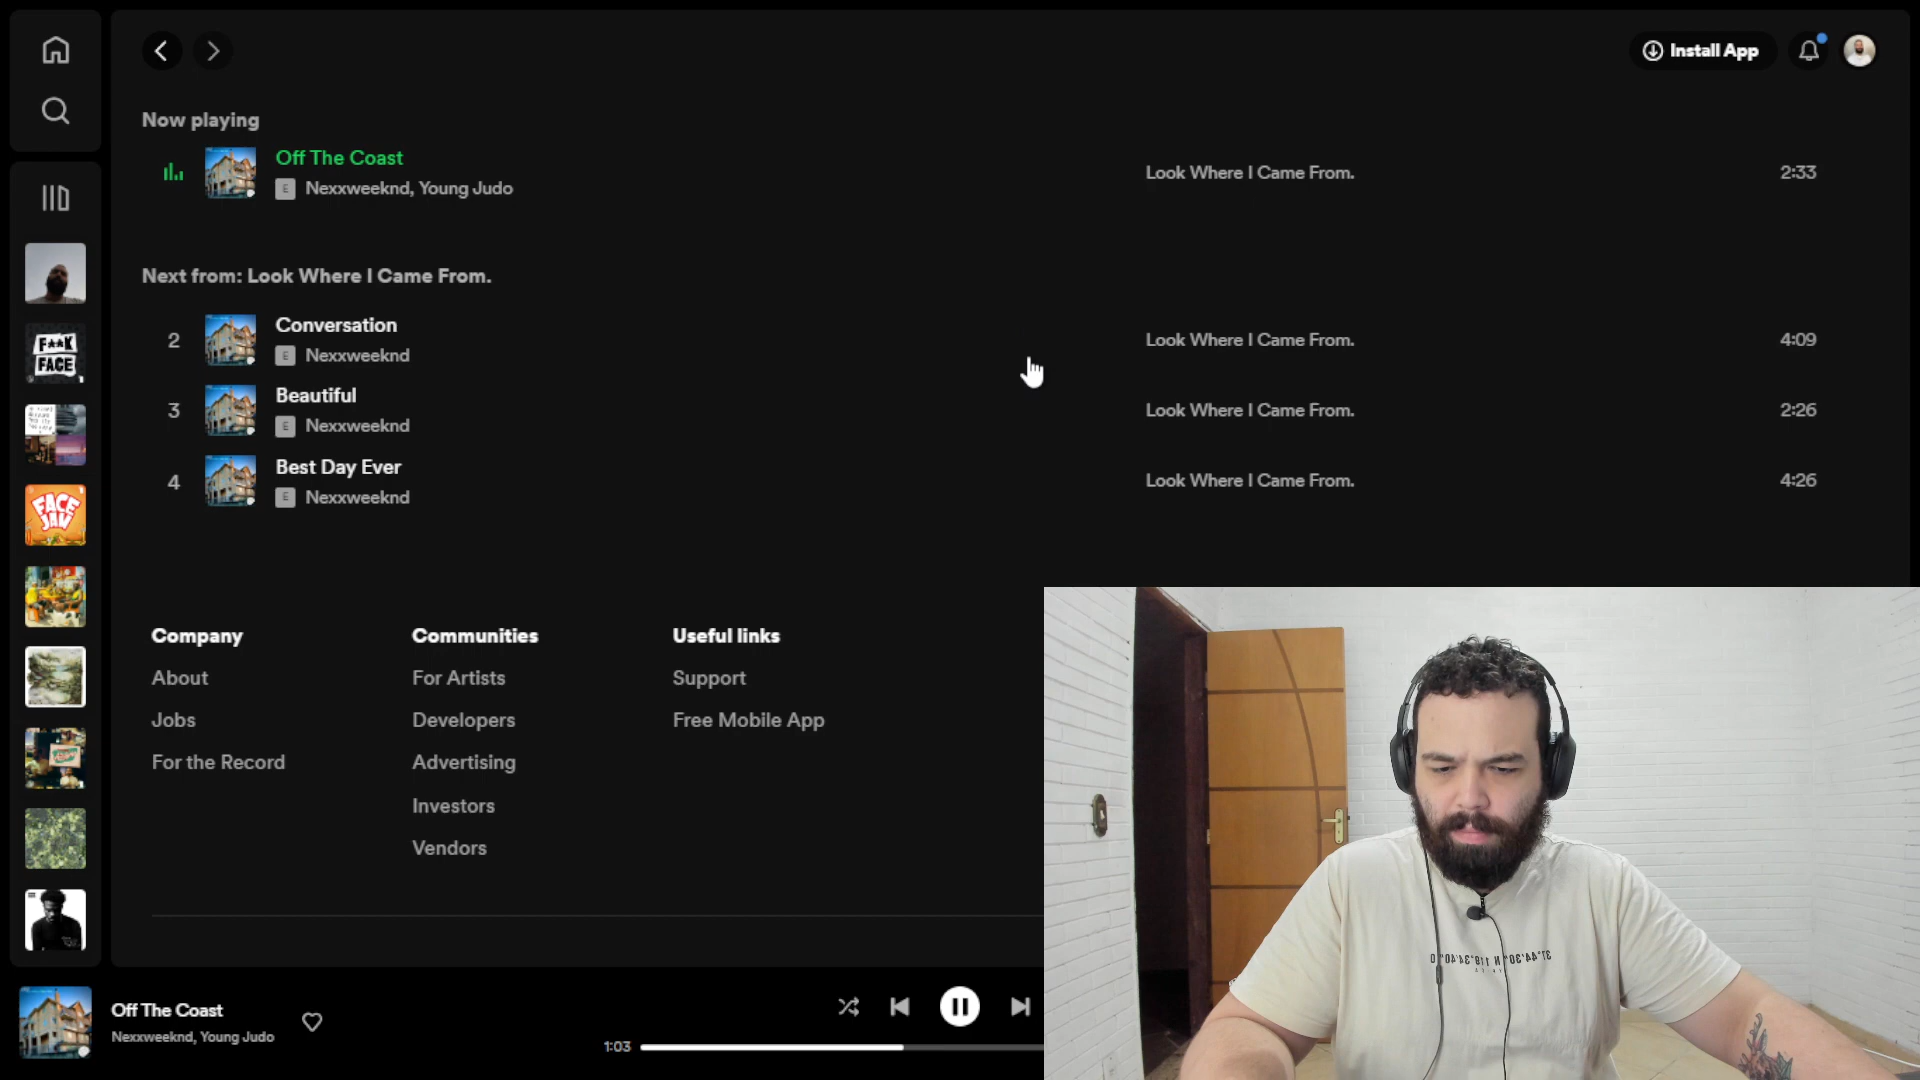 Install App
Now playing
Off The Coast
E Nexxweeknd, Young Judo
Look Where I Came From.
2:33
Next from: Look Where I Came From.
2
Conversation
E Nexxweeknd
Look Where I Came From.
4:09
3
Beautiful
E Nexxweeknd
Look Where I Came From.
2:26
4
Best Day Ever
E Nexxweeknd
Look Where I Came From.
4:26
F**K
FACE
FACE
JAM
Company
About
Jobs
For the Record
Communities
For Artists
Developers
Advertising
Investors
Vendors
Useful links
Support
Free Mobile App
Off The Coast
Nexxweeknd, Young Judo
1:03